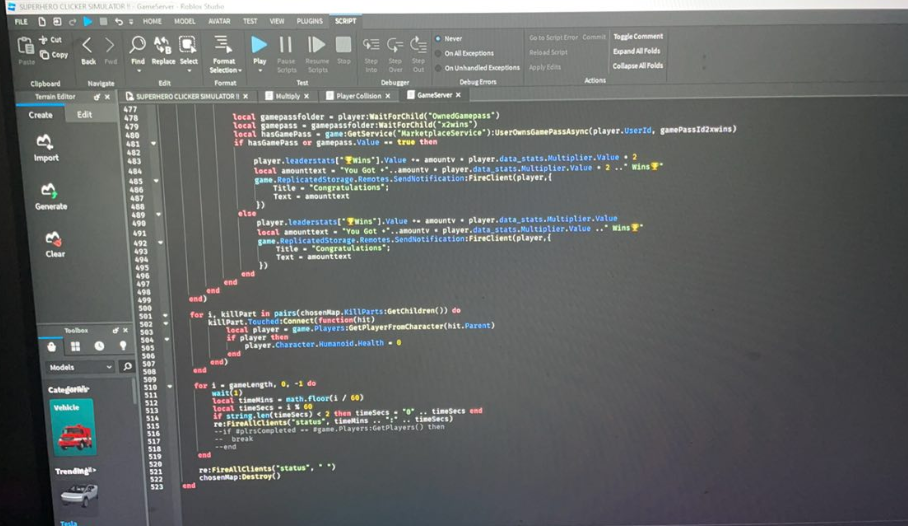 SUPERHERO CLICKER SIMULATOR !! - GameServer - Roblox Studio
FILE HOME MODEL AVATAR TEST VIEW PLUGINS SCRIPT
Cut
Copy
Paste
Back Fwd
Find Replace Select
Format Selection
Play Pause Scripts Resume Scripts Stop
Step Into Step Over Step Out
Never
On All Exceptions
On Unhandled Exceptions
Go to Script Error Commit
Reload Script
Apply Edits
Toggle Comment
Expand All Folds
Collapse All Folds
Clipboard Navigate Edit Format Test Debugger Debug Errors Actions
Terrain Editor
Create Edit
Import
Generate
Clear
Toolbox
Models
Categories
Vehicle
Trending
Tesla
SUPERHERO CLICKER SIMULATOR !! Multiply Player Collision GameServer
477
478 local gamepassfolder = player:WaitForChild("OwnedGamepass")
479 local gamepass = gamepassfolder:WaitForChild("x2wins")
480 local hasGamePass = game:GetService("MarketplaceService"):UserOwnsGamePassAsync(player.UserId, gamePassId2xwins)
481 if hasGamePass or gamepass.Value == true then
482
483 player.leaderstats["🏆Wins"].Value += amountv * player.data_stats.Multiplier.Value * 2
484 local amounttext = "You Got +"..amountv * player.data_stats.Multiplier.Value * 2 .." Wins🏆"
485 game.ReplicatedStorage.Remotes.SendNotification:FireClient(player,{
486 Title = "Congratulations";
487 Text = amounttext
488 })
489 else
490 player.leaderstats["🏆Wins"].Value += amountv * player.data_stats.Multiplier.Value
491 local amounttext = "You Got +"..amountv * player.data_stats.Multiplier.Value .." Wins🏆"
492 game.ReplicatedStorage.Remotes.SendNotification:FireClient(player,{
493 Title = "Congratulations";
494 Text = amounttext
495 })
496 end
497 end
498 end
499 end)
500
501 for i, killPart in pairs(chosenMap.KillParts:GetChildren()) do
502 killPart.Touched:Connect(function(hit)
503 local player = game.Players:GetPlayerFromCharacter(hit.Parent)
504 if player then
505 player.Character.Humanoid.Health = 0
506 end
507 end)
508 end
509
510 for i = gameLength, 0, -1 do
511 wait(1)
512 local timeMins = math.floor(i / 60)
513 local timeSecs = i % 60
514 if string.len(timeSecs) < 2 then timeSecs = "0" .. timeSecs end
515 re:FireAllClients("status", timeMins .. ":" .. timeSecs)
516 --if #plrsCompleted == #game.Players:GetPlayers() then
517 -- break
518 --end
519 end
520
521 re:FireAllClients("status", " ")
522 chosenMap:Destroy()
523 end